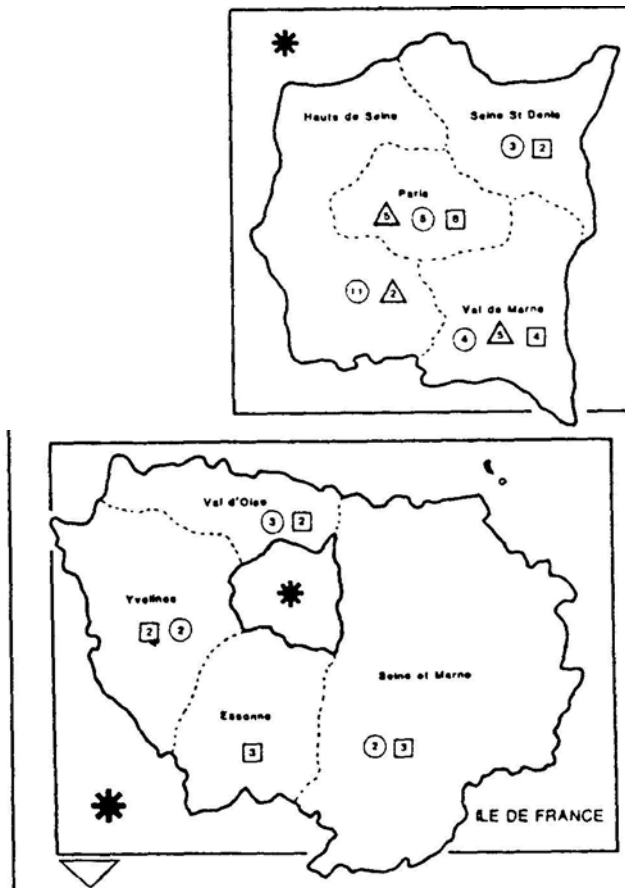 Hauts de Seine
Seine St Denis
3 2
Paris
5 8 6
11 2
Val de Marne
4 5 4
Val d'Oise
3 2
Yvelines
2 2
Seine et Marne
Essonne
3
2 3
ILE DE FRANCE